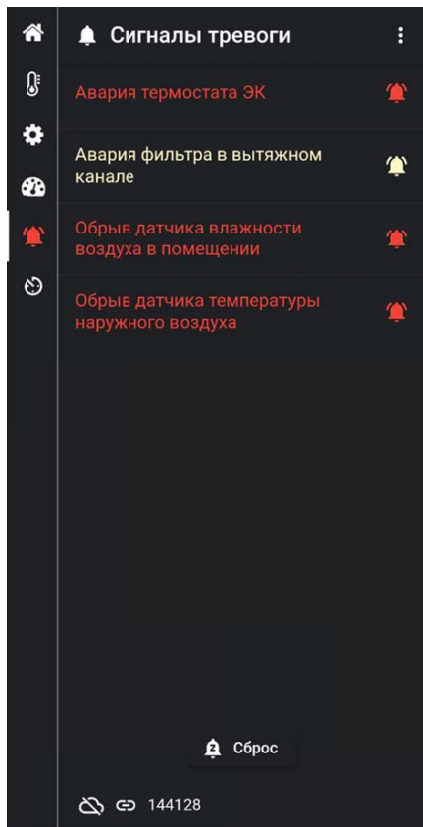 Сигналы тревоги
Авария термостата ЭК
Авария фильтра в вытяжном
канале
Обрыв датчика влажности
воздуха в помещении
Обрыв датчика температуры
наружного воздуха
Сброс
144128